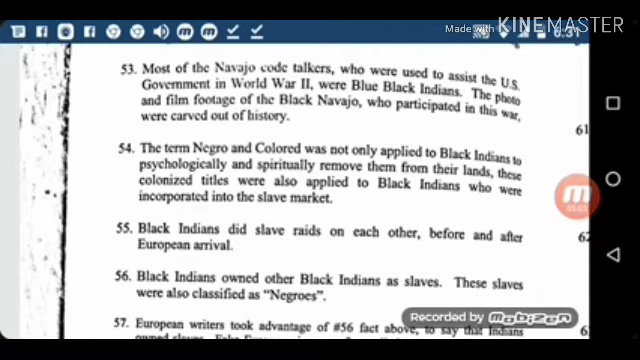 Made with KINEMASTER
6:31
53. Most of the Navajo code talkers, who were used to assist the U.S.
Government in World War II, were Blue Black Indians. The photo
and film footage of the Black Navajo, who participated in this war,
were carved out of history.
61
54. The term Negro and Colored was not only applied to Black Indians to
psychologically and spiritually remove them from their lands, these
colonized titles were also applied to Black Indians who were
incorporated into the slave market.
55. Black Indians did slave raids on each other, before and after
62
European arrival.
56. Black Indians owned other Black Indians as slaves. These slaves
were also classified as “Negroes”.
Recorded by Mobizen
57. European writers took advantage of #56 fact above, to say that Indians